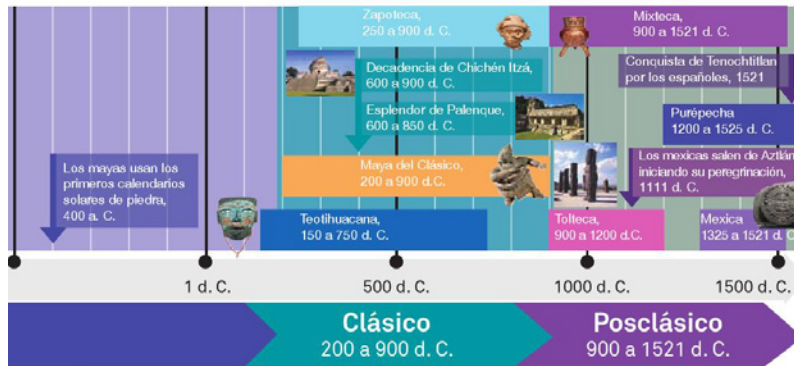 Zapoteca,
250 a 900 d. C.
Mixteca,
900 a 1521 d. C.
Decadencia de Chichén Itzá,
600 a 900 d. C.
Conquista de Tenochtitlan
por los españoles, 1521
Esplendor de Palenque,
600 a 850 d. C.
Purépecha
1200 a 1525 d. C.
Los mayas usan los
primeros calendarios
solares de piedra,
400 a. C.
Maya del Clásico,
200 a 900 d.C.
Los mexicas salen de Aztlán
iniciando su peregrinación,
1111 d. C.
Teotihuacana,
150 a 750 d. C.
Tolteca,
900 a 1200 d.C.
Mexica
1325 a 1521 d. C.
1 d. C.
500 d. C.
1000 d. C.
1500 d. C.
Clásico
200 a 900 d. C.
Posclásico
900 a 1521 d. C.